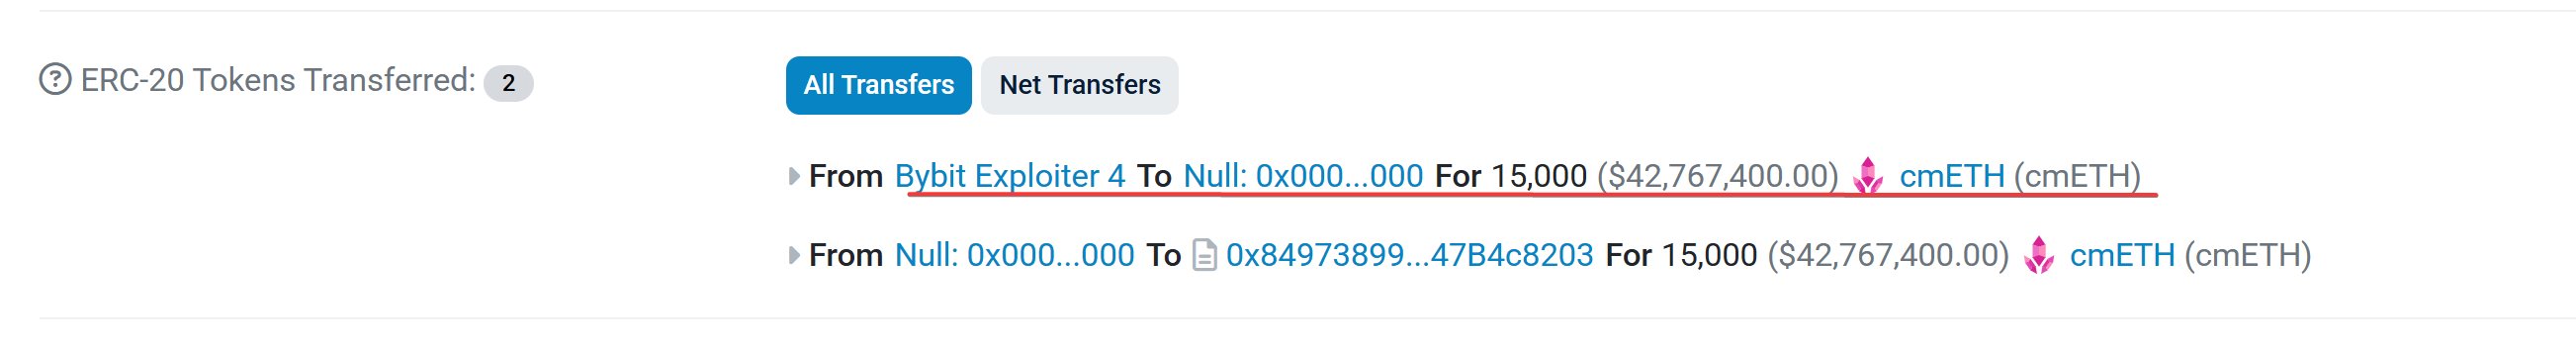 ERC-20 Tokens Transferred: 2
All Transfers Net Transfers
From Bybit Exploiter 4 To Null: 0x000...000 For 15,000 ($42,767,400.00) cmETH (cmETH)
From Null: 0x000...000 To 0x84973899...47B4c8203 For 15,000 ($42,767,400.00) cmETH (cmETH)